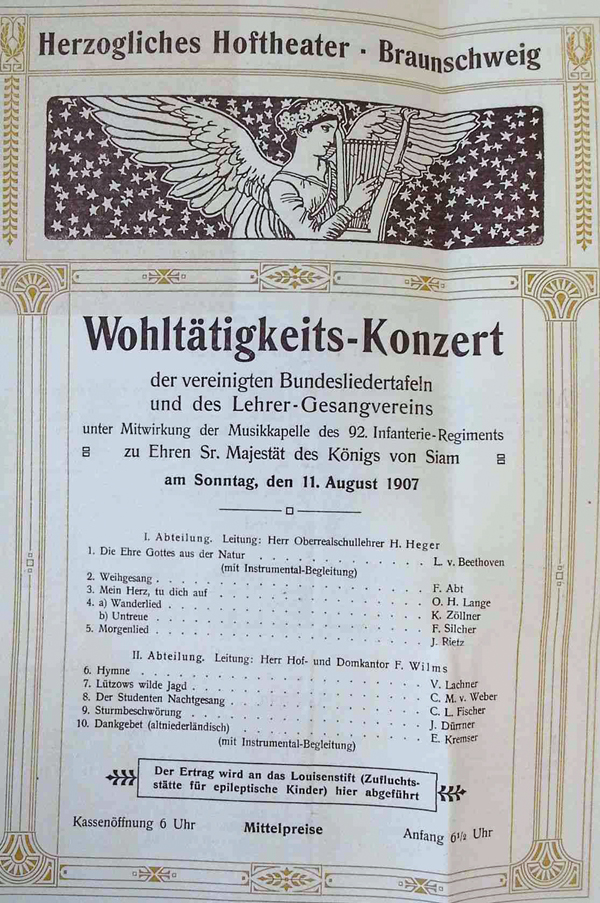 Herzogliches Hoftheater · Braunschweig
Wohltätigkeits-Konzert
der vereinigten Bundesliedertafeln
und des Lehrer-Gesangvereins
unter Mitwirkung der Musikkapelle des 92. Infanterie-Regiments
zu Ehren Sr. Majestät des Königs von Siam
am Sonntag, den 11. August 1907
I. Abteilung. Leitung: Herr Oberrealschullehrer H. Heger
1. Die Ehre Gottes aus der Natur . . . . . . . . . . . L. v. Beethoven
(mit Instrumental-Begleitung)
2. Weihgesang . . . . . . . . . . . . . . . . F. Abt
3. Mein Herz, tu dich auf . . . . . . . . . . . . . O. H. Lange
4. a) Wanderlied . . . . . . . . . . . . . . . K. Zöllner
b) Untreue . . . . . . . . . . . . . . . . F. Silcher
5. Morgenlied . . . . . . . . . . . . . . . . J. Rietz
II. Abteilung. Leitung: Herr Hof- und Domkantor F. Wilms
6. Hymne . . . . . . . . . . . . . . . . . V. Lachner
7. Lützows wilde Jagd . . . . . . . . . . . . . . C. M. v. Weber
8. Der Studenten Nachtgesang . . . . . . . . . . . . C. L. Fischer
9. Sturmbeschwörung . . . . . . . . . . . . . . J. Dürrner
10. Dankgebet (altniederländisch) . . . . . . . . . . . E. Kremser
(mit Instrumental-Begleitung)
Der Ertrag wird an das Louisenstift (Zufluchts-
stätte für epileptische Kinder) hier abgeführt
Kassenöffnung 6 Uhr Mittelpreise Anfang 6½ Uhr